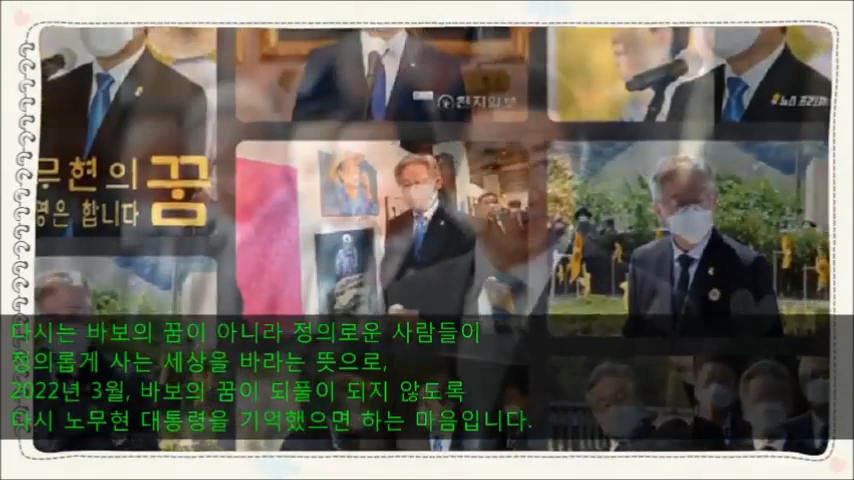 천지일보
무현의 꿈
은 합니다
다시는 바보의 꿈이 아니라 정의로운 사람들이
정의롭게 사는 세상을 바라는 뜻으로,
2022년 3월, 바보의 꿈이 되풀이 되지 않도록
다시 노무현 대통령을 기억했으면 하는 마음입니다.